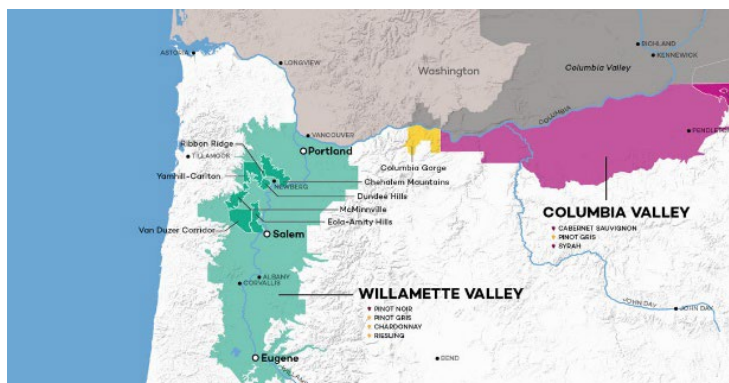 ASTORIA
LONGVIEW
Washington
RICHLAND
KENNEWICK
Columbia Valley
COLUMBIA
VANCOUVER
Portland
Ribbon Ridge
TILLAMOOK
Yamhill-Carlton
NEWBERG
Columbia Gorge
Chehalem Mountains
Dundee Hills
McMinnville
Eola-Amity Hills
Van Duzer Corridor
Salem
PENDLETON
COLUMBIA VALLEY
CABERNET SAUVIGNON
PINOT GRIS
SYRAH
ALBANY
CORVALLIS
WILLAMETTE VALLEY
PINOT NOIR
PINOT GRIS
CHARDONNAY
RIESLING
JOHN DAY
JOHN DAY
Eugene
BEND